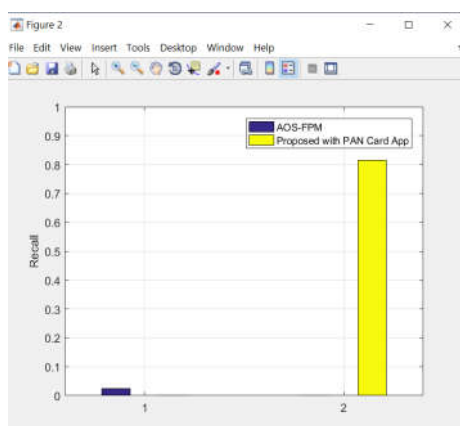 Figure 2
File Edit View Insert Tools Desktop Window Help
1
0.9
0.8
0.7
0.6
0.5
0.4
0.3
0.2
0.1
0
Recall
AOS-FPM
Proposed with PAN Card App
1 2